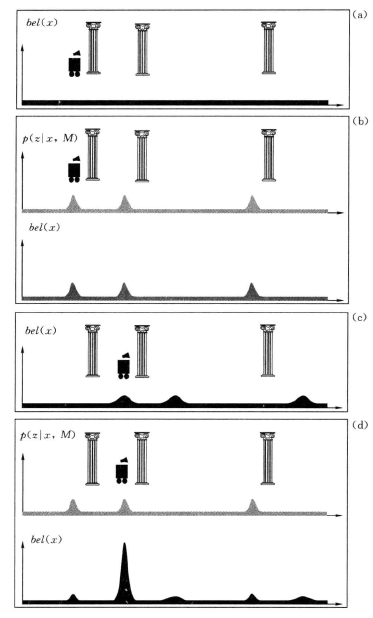 (a)
bel(x)
(b)
p(z|x, M)
bel(x)
(c)
bel(x)
(d)
p(z|x, M)
bel(x)